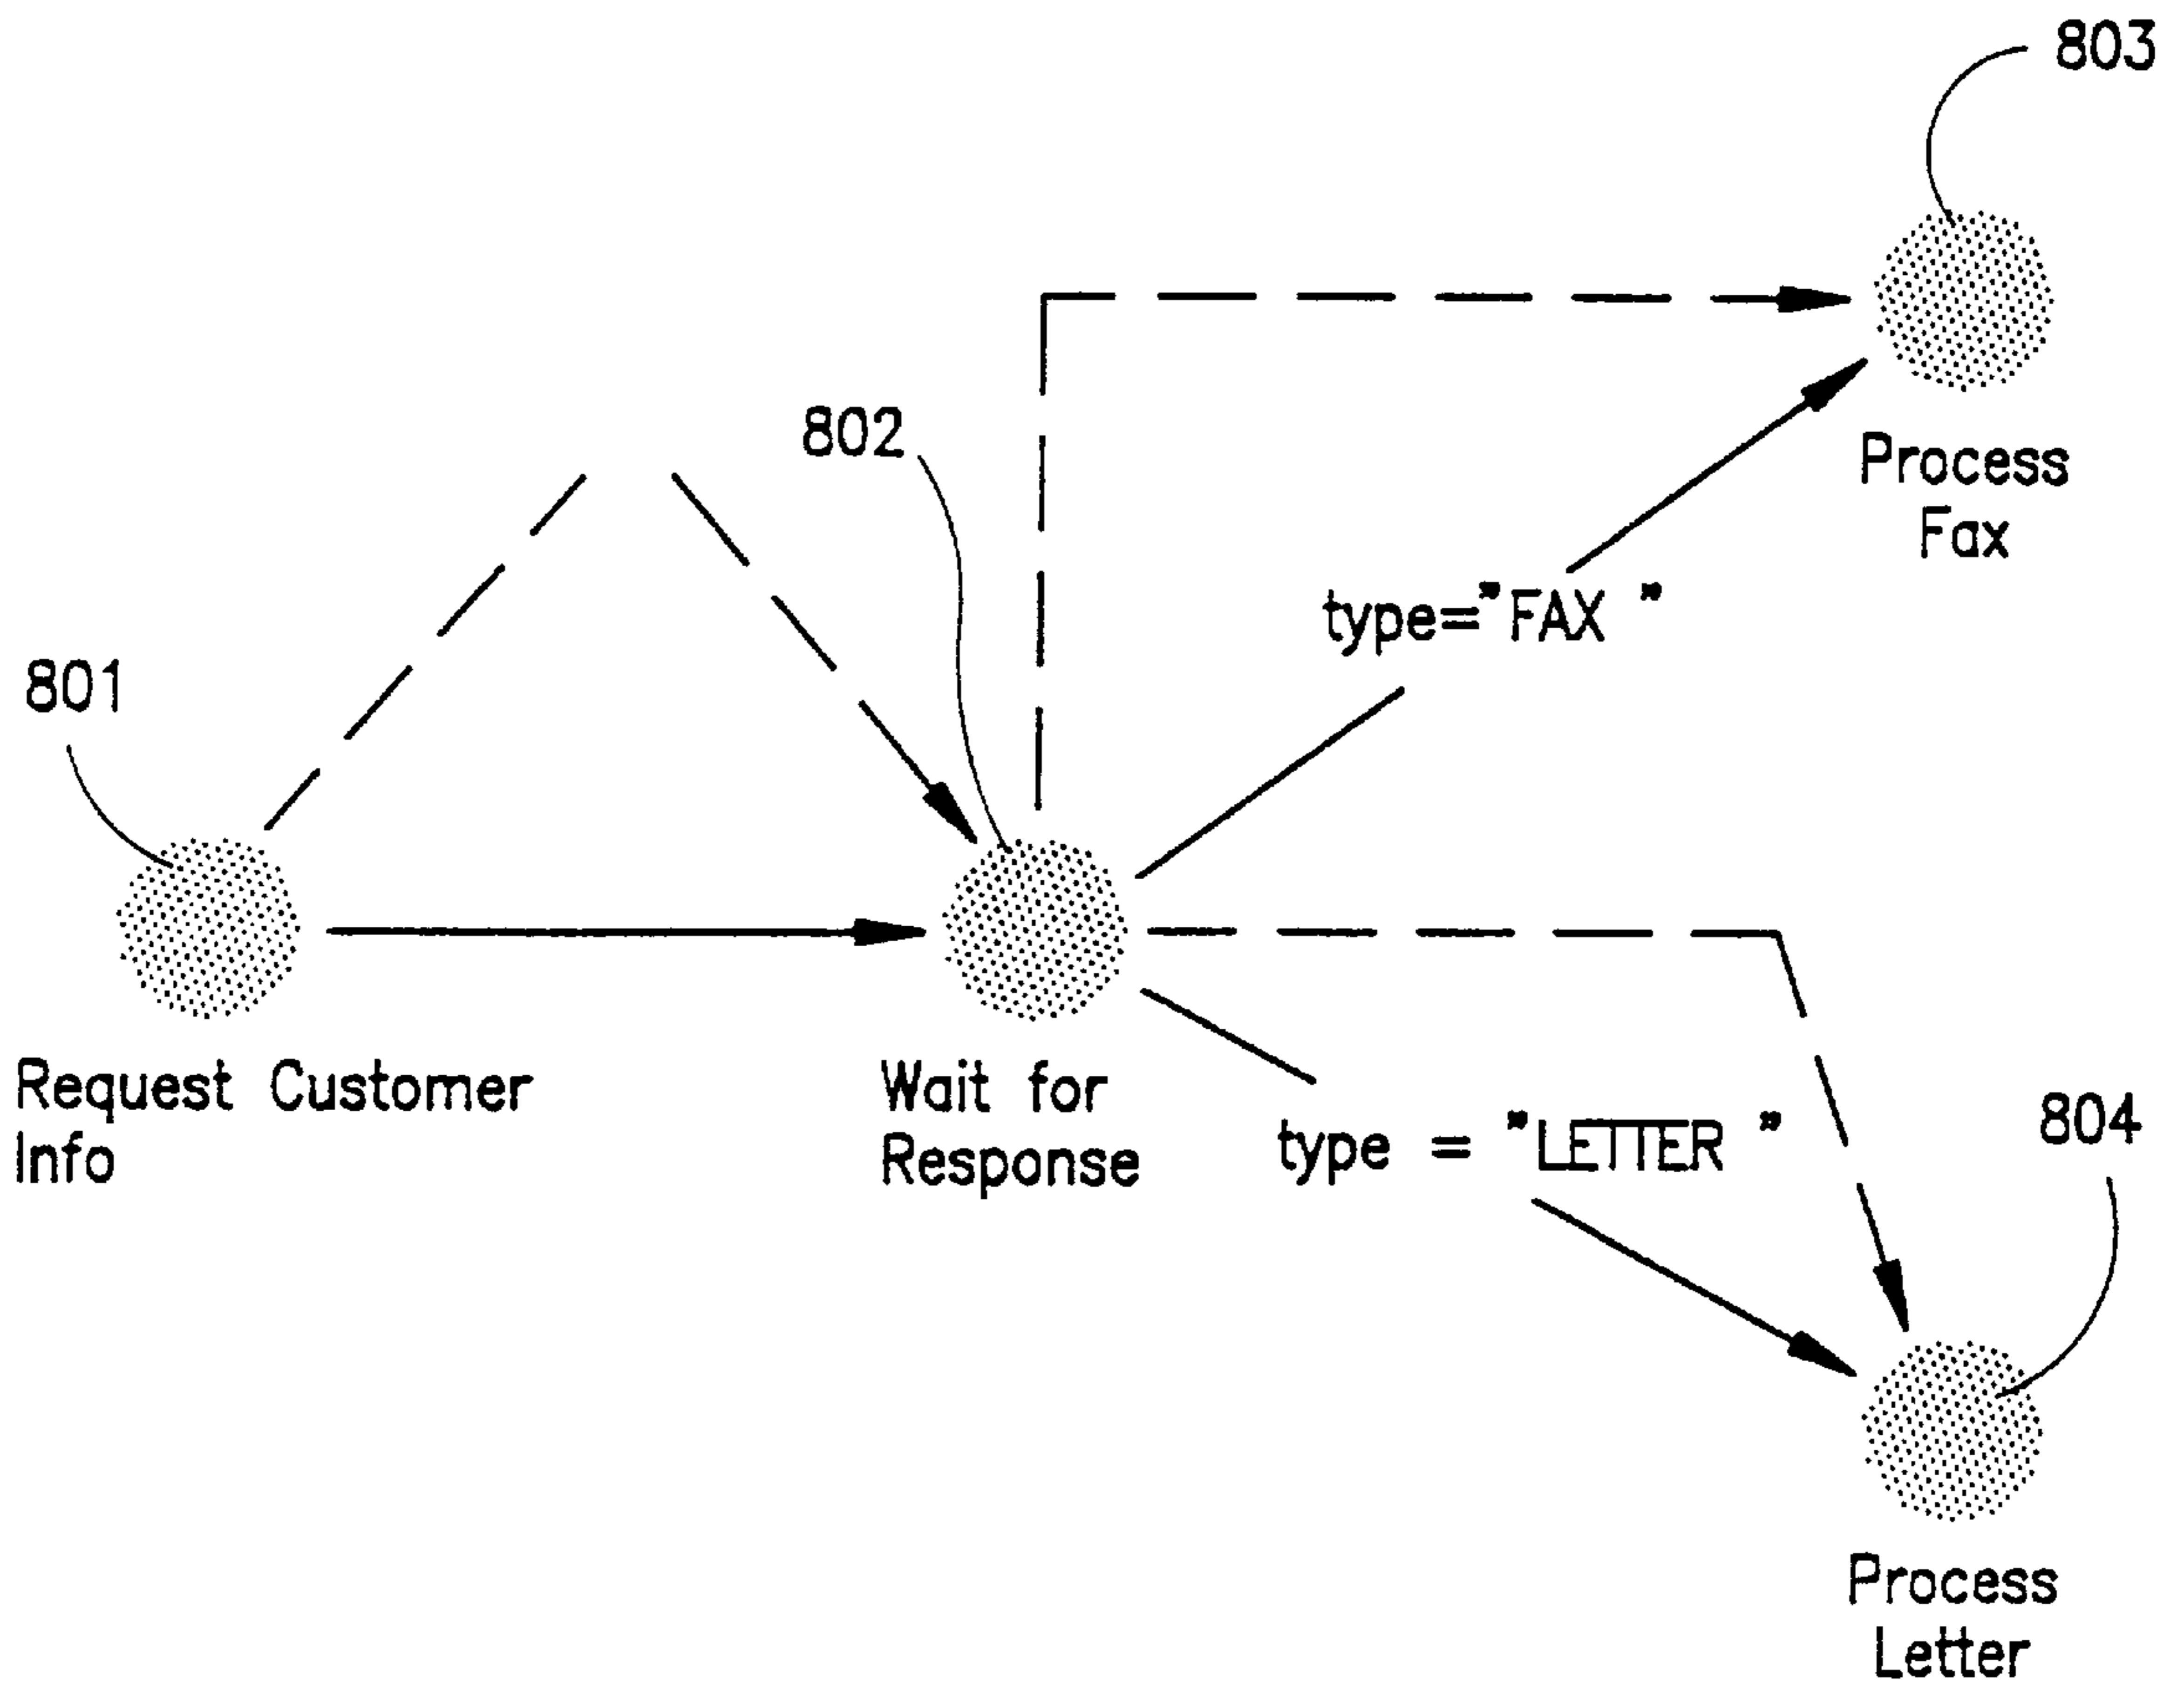 803
802
Process
Fax
type="FAX "
801
Request Customer
Info
Wait for
Response
type = "LETTER "
804
Process
Letter